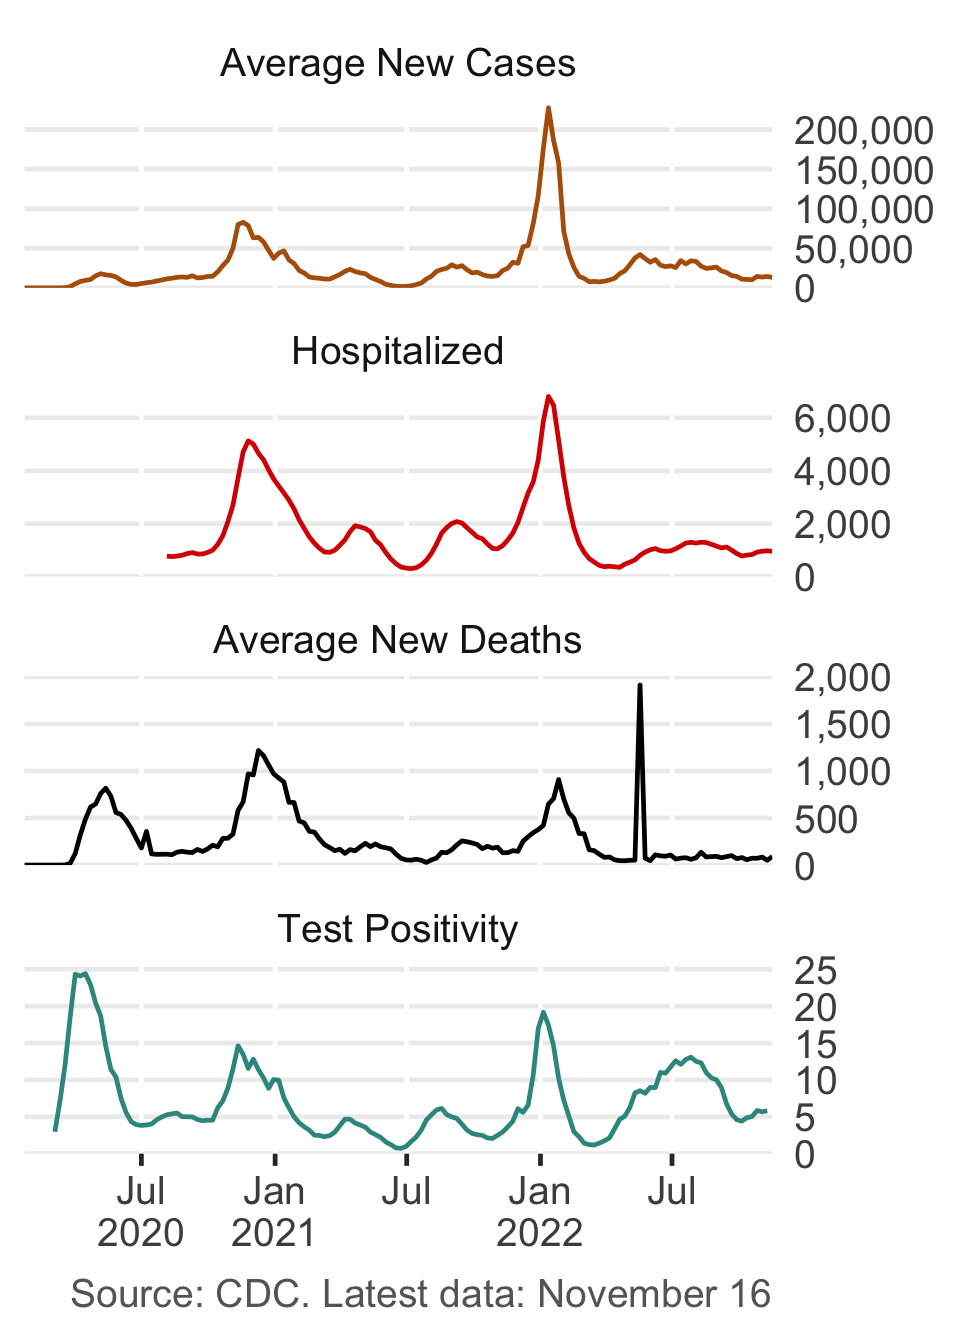 Average New Cases
200,000
150,000
100,000
50,000
0
Hospitalized
6,000
4,000
2,000
0
Average New Deaths
2,000
1,500
1,000
500
0
Test Positivity
25
20
15
10
5
0
Jul Jan Jul Jan Jul
2020 2021 2022
Source: CDC. Latest data: November 16